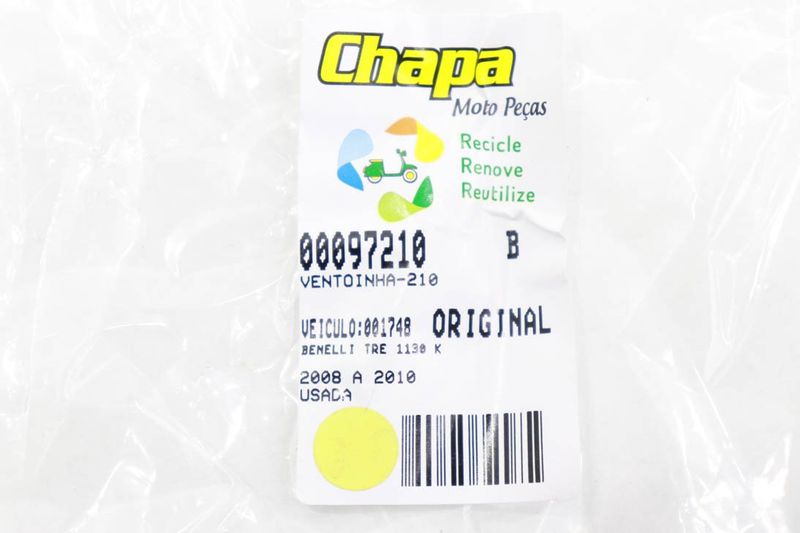 Chapa
Moto Peças
Recicle
Renove
Reutilize
00097210 B
VENTOINHA-210
VEICULO:001748 ORIGINAL
BENELLI TRE 1130 K
2008 A 2010
USADA